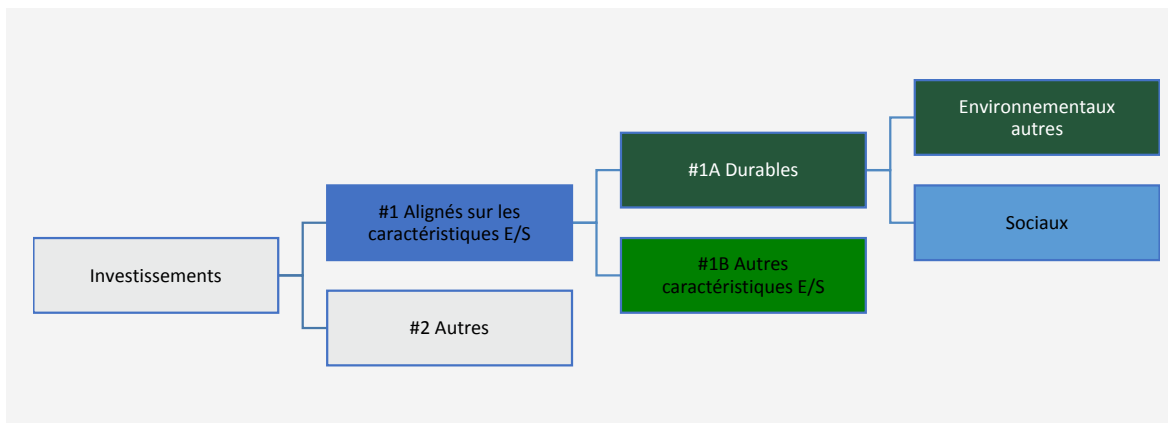 Investissements
#1 Alignés sur les
caractéristiques E/S
#2 Autres
#1A Durables
#1B Autres
caractéristiques E/S
Environnementaux
autres
Sociaux